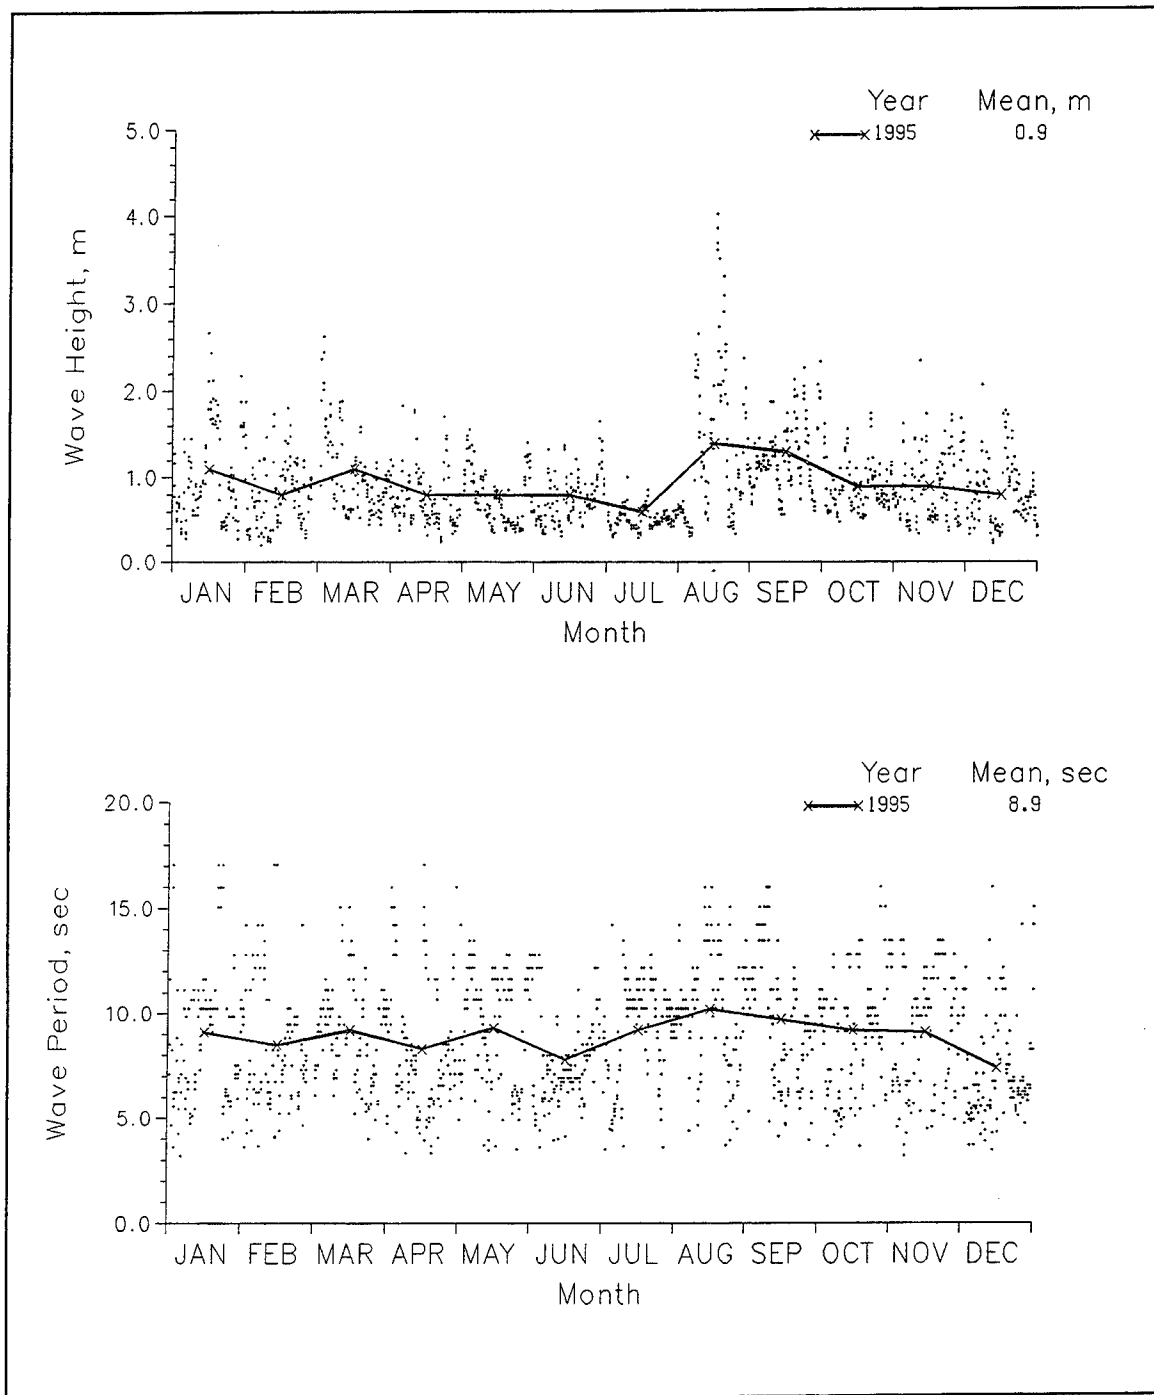 Year Mean, m
1995 0.9
5.0
4.0
3.0
2.0
1.0
0.0
Wave Height, m
JAN FEB MAR APR MAY JUN JUL AUG SEP OCT NOV DEC
Month
Year Mean, sec
1995 8.9
20.0
15.0
10.0
5.0
0.0
Wave Period, sec
JAN FEB MAR APR MAY JUN JUL AUG SEP OCT NOV DEC
Month